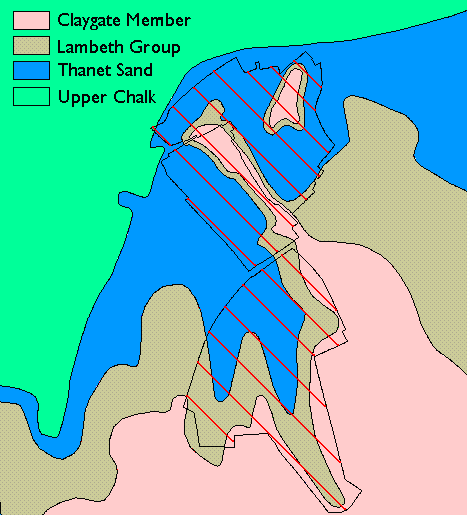 Claygate Member
Lambeth Group
Thanet Sand
Upper Chalk